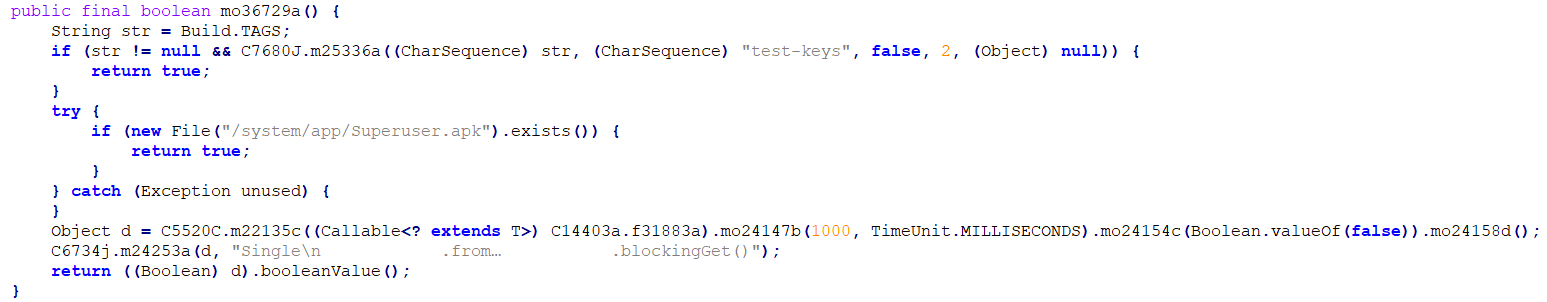 public final boolean mo36729a() {
    String str = Build.TAGS;
    if (str != null && C7680J.m25336a((CharSequence) str, (CharSequence) "test-keys", false, 2, (Object) null)) {
        return true;
    }
    try {
        if (new File("/system/app/Superuser.apk").exists()) {
            return true;
        }
    } catch (Exception unused) {
    }
    Object d = C5520C.m22135c((Callable<? extends T>) C14403a.f31883a).mo24147b(1000, TimeUnit.MILLISECONDS).mo24154c(Boolean.valueOf(false)).mo24158d();
    C6734j.m24253a(d, "Single\n            .from…           .blockingGet()");
    return ((Boolean) d).booleanValue();
}